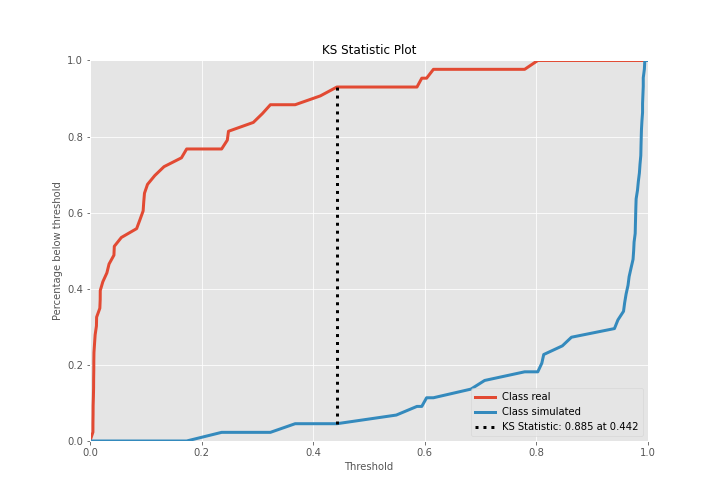 KS Statistic Plot
1.0
0.8
0.6
0.4
0.2
0.0
Percentage below threshold
0.0
0.2
0.4
0.6
0.8
1.0
Threshold
Class real
Class simulated
KS Statistic: 0.885 at 0.442